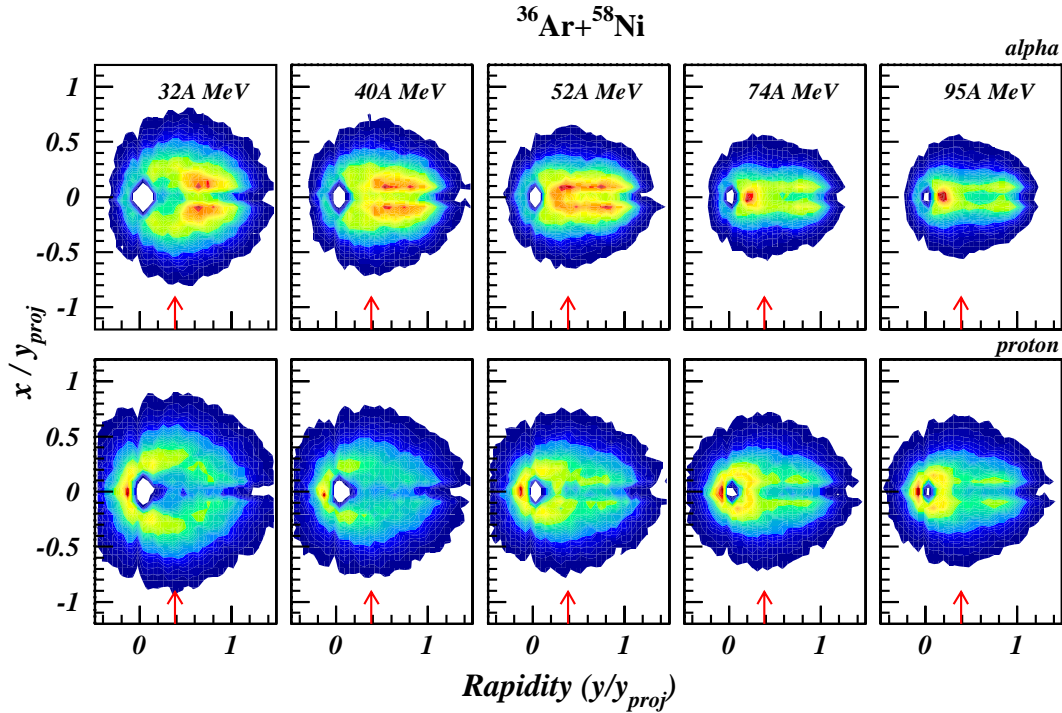 ³⁶Ar+⁵⁸Ni
alpha
32A MeV 40A MeV 52A MeV 74A MeV 95A MeV
1
0.5
0
-0.5
-1
proton
1
0.5
0
-0.5
-1
x / y_proj
0 1 0 1 0 1 0 1 0 1
Rapidity (y/y_proj)